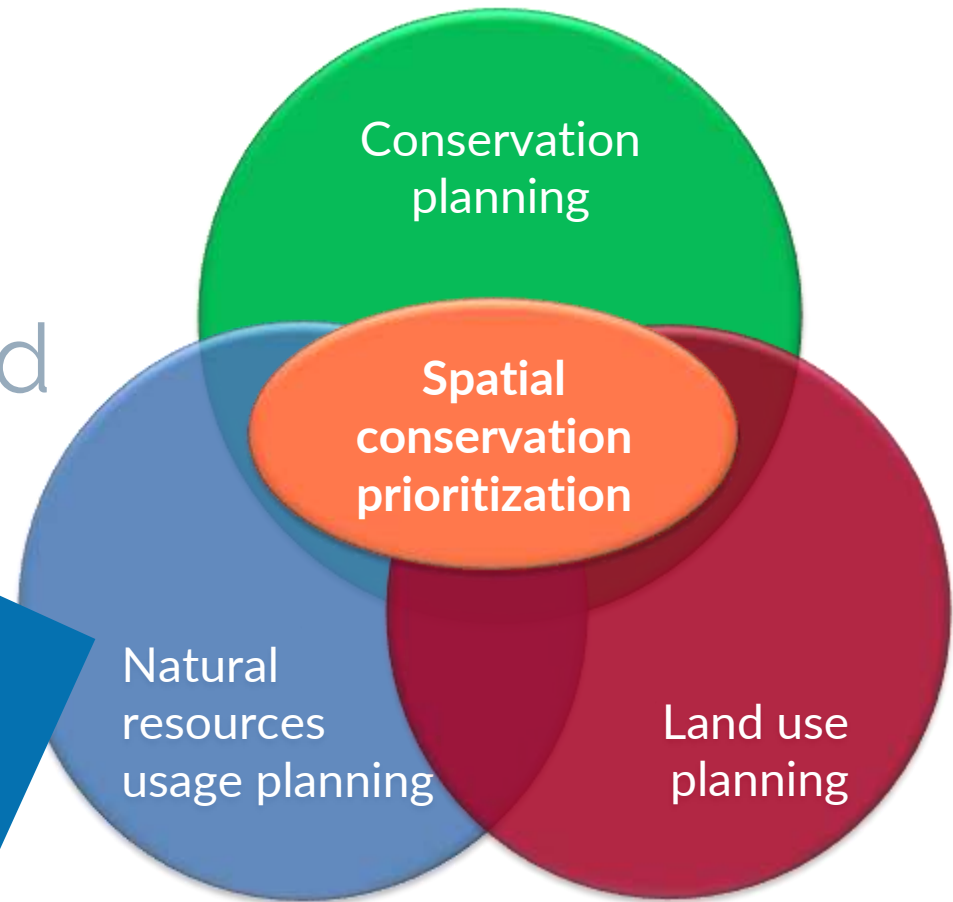 Conservation
planning
d
Spatial
conservation
prioritization
Natural
resources
usage planning
Land use
planning